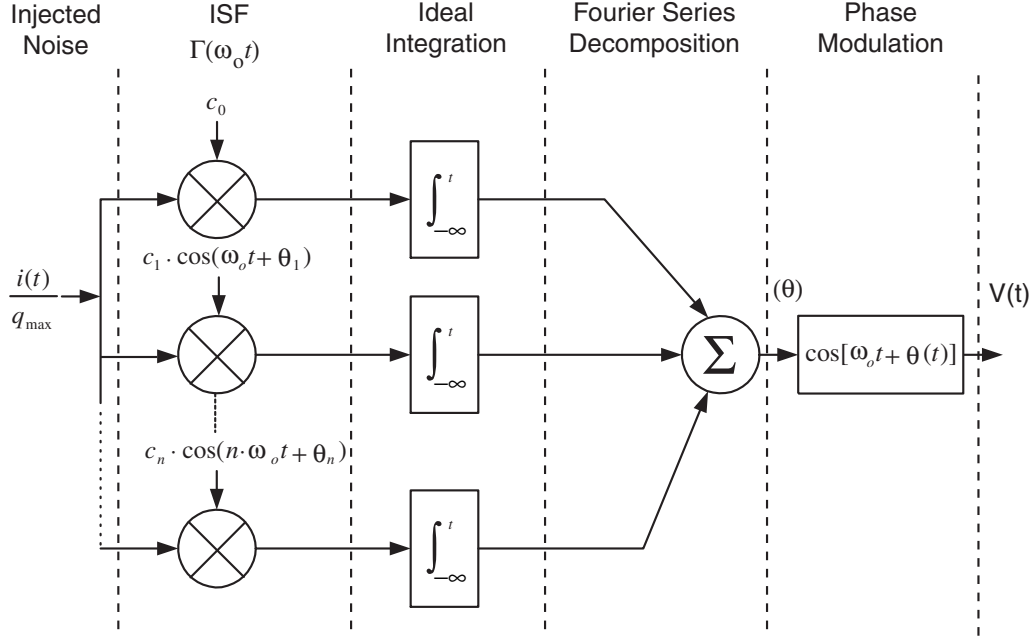 Injected Noise
ISF
Γ(ω_o t)
Ideal Integration
Fourier Series Decomposition
Phase Modulation
c_0
∫_{−∞}^{t}
c_1 · cos(ω_o t + θ_1)
i(t) / q_max
∫_{−∞}^{t}
Σ
(θ)
cos[ω_o t + θ(t)]
V(t)
c_n · cos(n·ω_o t + θ_n)
∫_{−∞}^{t}